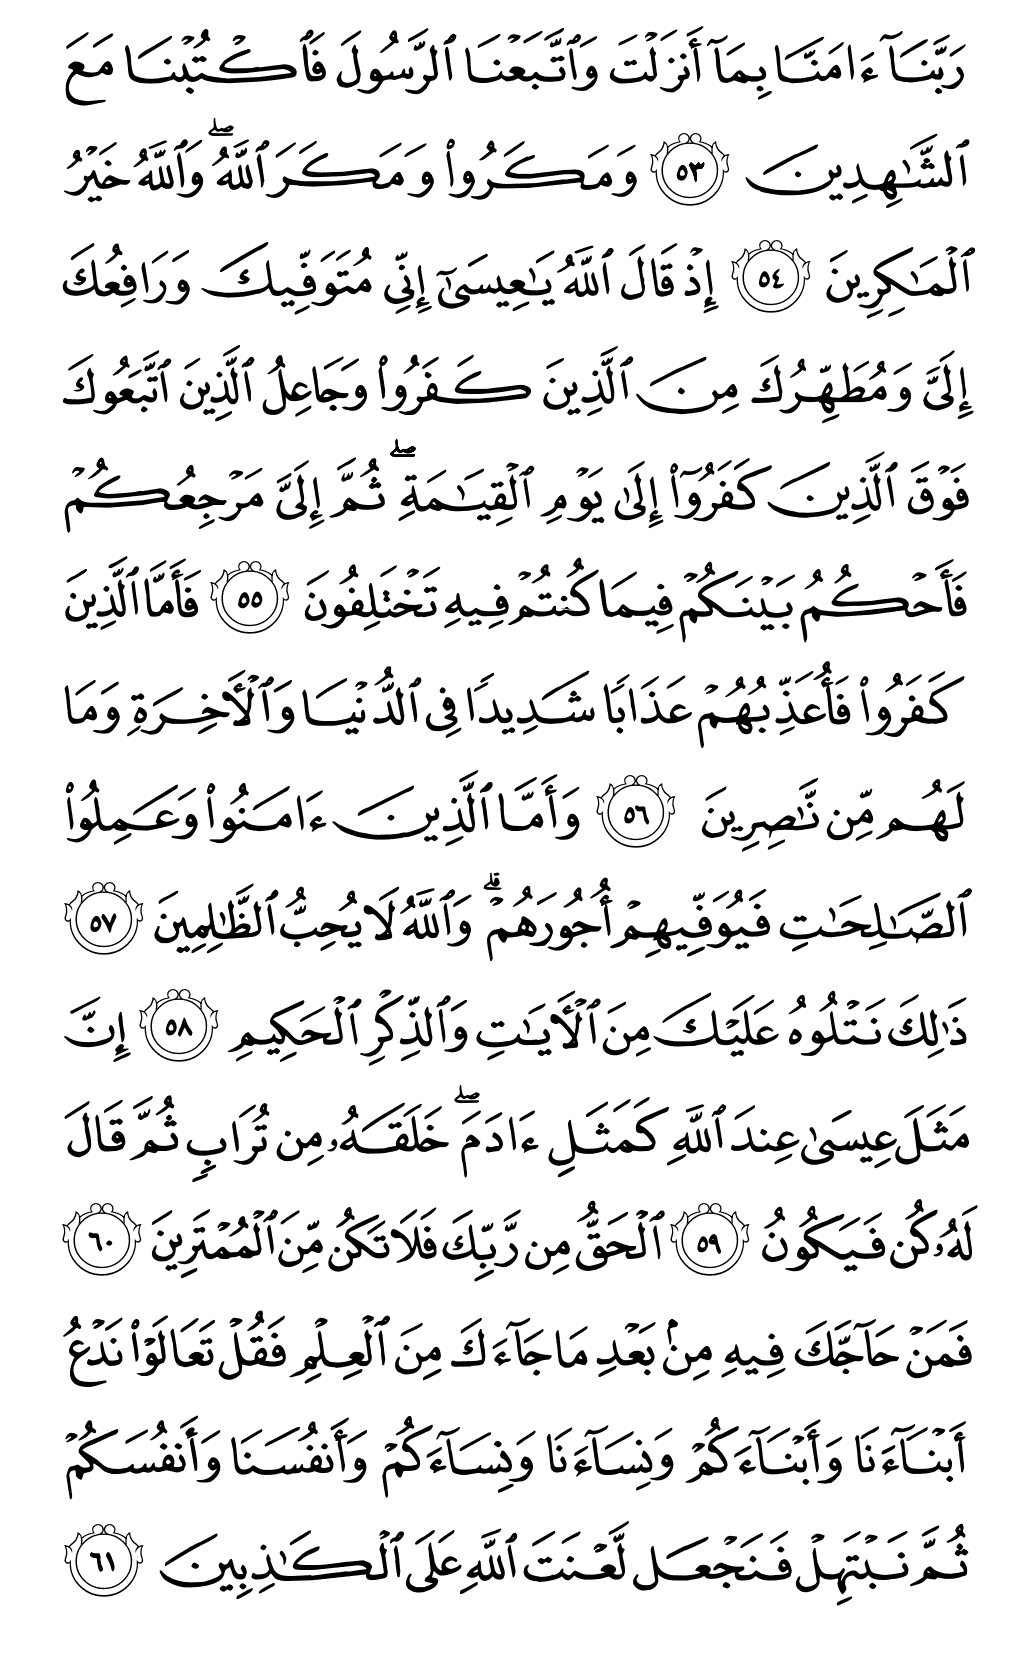 رَبَّنَآ ءَامَنَّا بِمَآ أَنزَلۡتَ وَٱتَّبَعۡنَا ٱلرَّسُولَ فَٱكۡتُبۡنَا مَعَ
ٱلشَّٰهِدِينَ ٥٣ وَمَكَرُواْ وَمَكَرَ ٱللَّهُۖ وَٱللَّهُ خَيۡرُ
ٱلۡمَٰكِرِينَ ٥٤ إِذۡ قَالَ ٱللَّهُ يَٰعِيسَىٰٓ إِنِّي مُتَوَفِّيكَ وَرَافِعُكَ
إِلَيَّ وَمُطَهِّرُكَ مِنَ ٱلَّذِينَ كَفَرُواْ وَجَاعِلُ ٱلَّذِينَ ٱتَّبَعُوكَ
فَوۡقَ ٱلَّذِينَ كَفَرُوٓاْ إِلَىٰ يَوۡمِ ٱلۡقِيَٰمَةِۖ ثُمَّ إِلَيَّ مَرۡجِعُكُمۡ
فَأَحۡكُمُ بَيۡنَكُمۡ فِيمَا كُنتُمۡ فِيهِ تَخۡتَلِفُونَ ٥٥ فَأَمَّا ٱلَّذِينَ
كَفَرُواْ فَأُعَذِّبُهُمۡ عَذَابٗا شَدِيدٗا فِي ٱلدُّنۡيَا وَٱلۡأٓخِرَةِ وَمَا
لَهُم مِّن نَّٰصِرِينَ ٥٦ وَأَمَّا ٱلَّذِينَ ءَامَنُواْ وَعَمِلُواْ
ٱلصَّٰلِحَٰتِ فَيُوَفِّيهِمۡ أُجُورَهُمۡۗ وَٱللَّهُ لَا يُحِبُّ ٱلظَّٰلِمِينَ ٥٧
ذَٰلِكَ نَتۡلُوهُ عَلَيۡكَ مِنَ ٱلۡأٓيَٰتِ وَٱلذِّكۡرِ ٱلۡحَكِيمِ ٥٨ إِنَّ
مَثَلَ عِيسَىٰ عِندَ ٱللَّهِ كَمَثَلِ ءَادَمَۖ خَلَقَهُۥ مِن تُرَابٖ ثُمَّ قَالَ
لَهُۥ كُن فَيَكُونُ ٥٩ ٱلۡحَقُّ مِن رَّبِّكَ فَلَا تَكُن مِّنَ ٱلۡمُمۡتَرِينَ ٦٠
فَمَنۡ حَآجَّكَ فِيهِ مِنۢ بَعۡدِ مَا جَآءَكَ مِنَ ٱلۡعِلۡمِ فَقُلۡ تَعَالَوۡاْ نَدۡعُ
أَبۡنَآءَنَا وَأَبۡنَآءَكُمۡ وَنِسَآءَنَا وَنِسَآءَكُمۡ وَأَنفُسَنَا وَأَنفُسَكُمۡ
ثُمَّ نَبۡتَهِلۡ فَنَجۡعَل لَّعۡنَتَ ٱللَّهِ عَلَى ٱلۡكَٰذِبِينَ ٦١